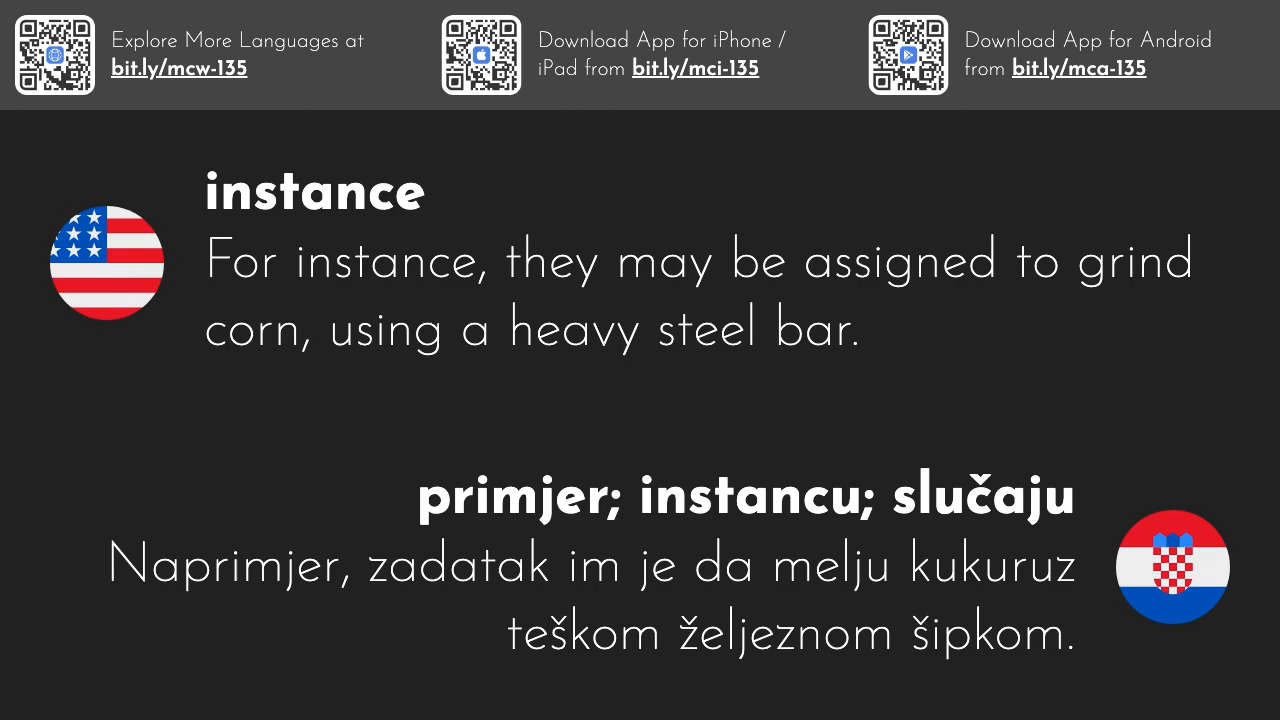 Explore More Languages at
bit.ly/mcw-135
Download App for iPhone /
iPad from bit.ly/mci-135
Download App for Android
from bit.ly/mca-135
instance
For instance, they may be assigned to grind
corn, using a heavy steel bar.
primjer; instancu; slučaju
Naprimjer, zadatak im je da melju kukuruz
teškom željeznom šipkom.